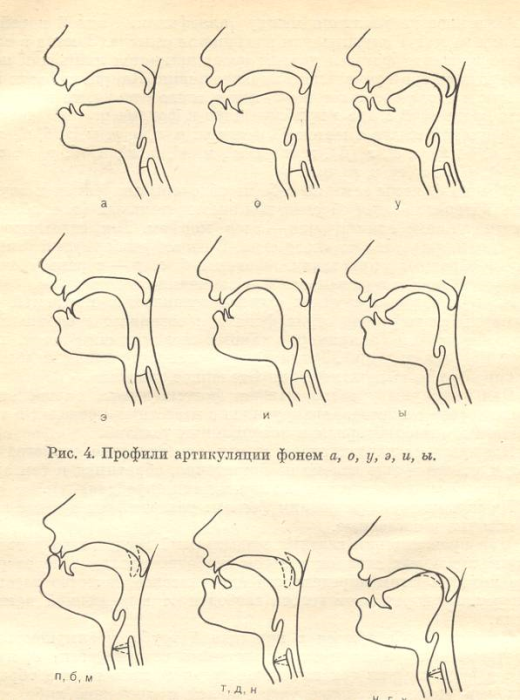 а о у
э и ы
Рис. 4. Профили артикуляции фонем а, о, у, э, и, ы.
п, б, м
т, д, н